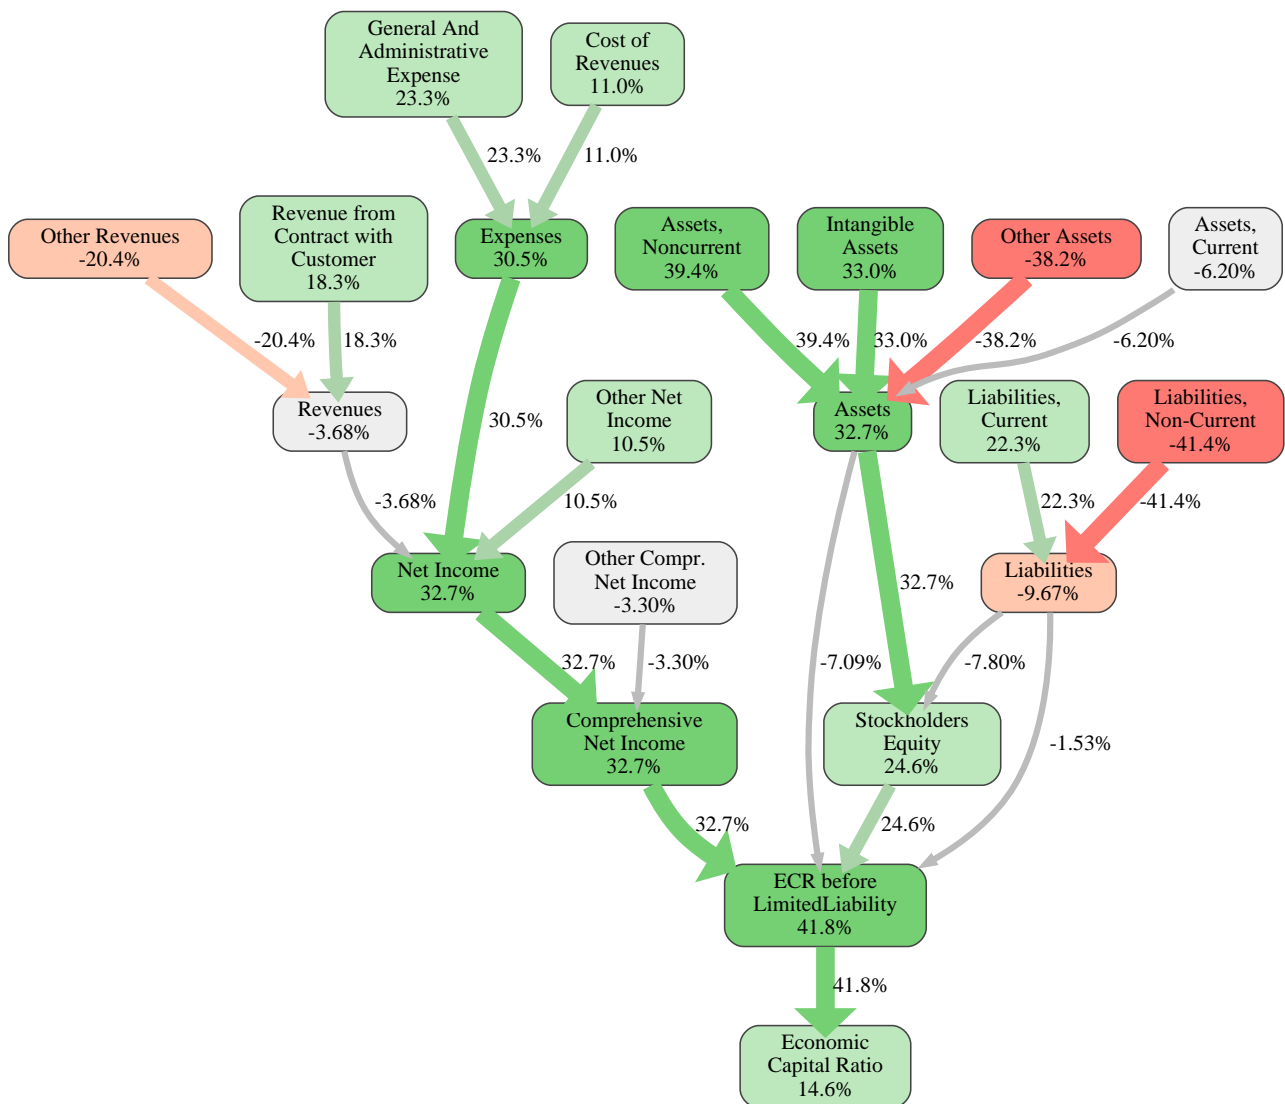 General And
Administrative
Expense
23.3%
Cost of
Revenues
11.0%
23.3%
11.0%
Other Revenues
-20.4%
Revenue from
Contract with
Customer
18.3%
Expenses
30.5%
Assets,
Noncurrent
39.4%
Intangible
Assets
33.0%
Other Assets
-38.2%
Assets,
Current
-6.20%
-20.4%
18.3%
39.4%
33.0%
-38.2%
-6.20%
Revenues
-3.68%
30.5%
Other Net
Income
10.5%
Assets
32.7%
Liabilities,
Current
22.3%
Liabilities,
Non-Current
-41.4%
-3.68%
10.5%
22.3%
-41.4%
Net Income
32.7%
Other Compr.
Net Income
-3.30%
32.7%
Liabilities
-9.67%
32.7%
-3.30%
-7.09%
-7.80%
Comprehensive
Net Income
32.7%
Stockholders
Equity
24.6%
-1.53%
32.7%
24.6%
ECR before
LimitedLiability
41.8%
41.8%
Economic
Capital Ratio
14.6%